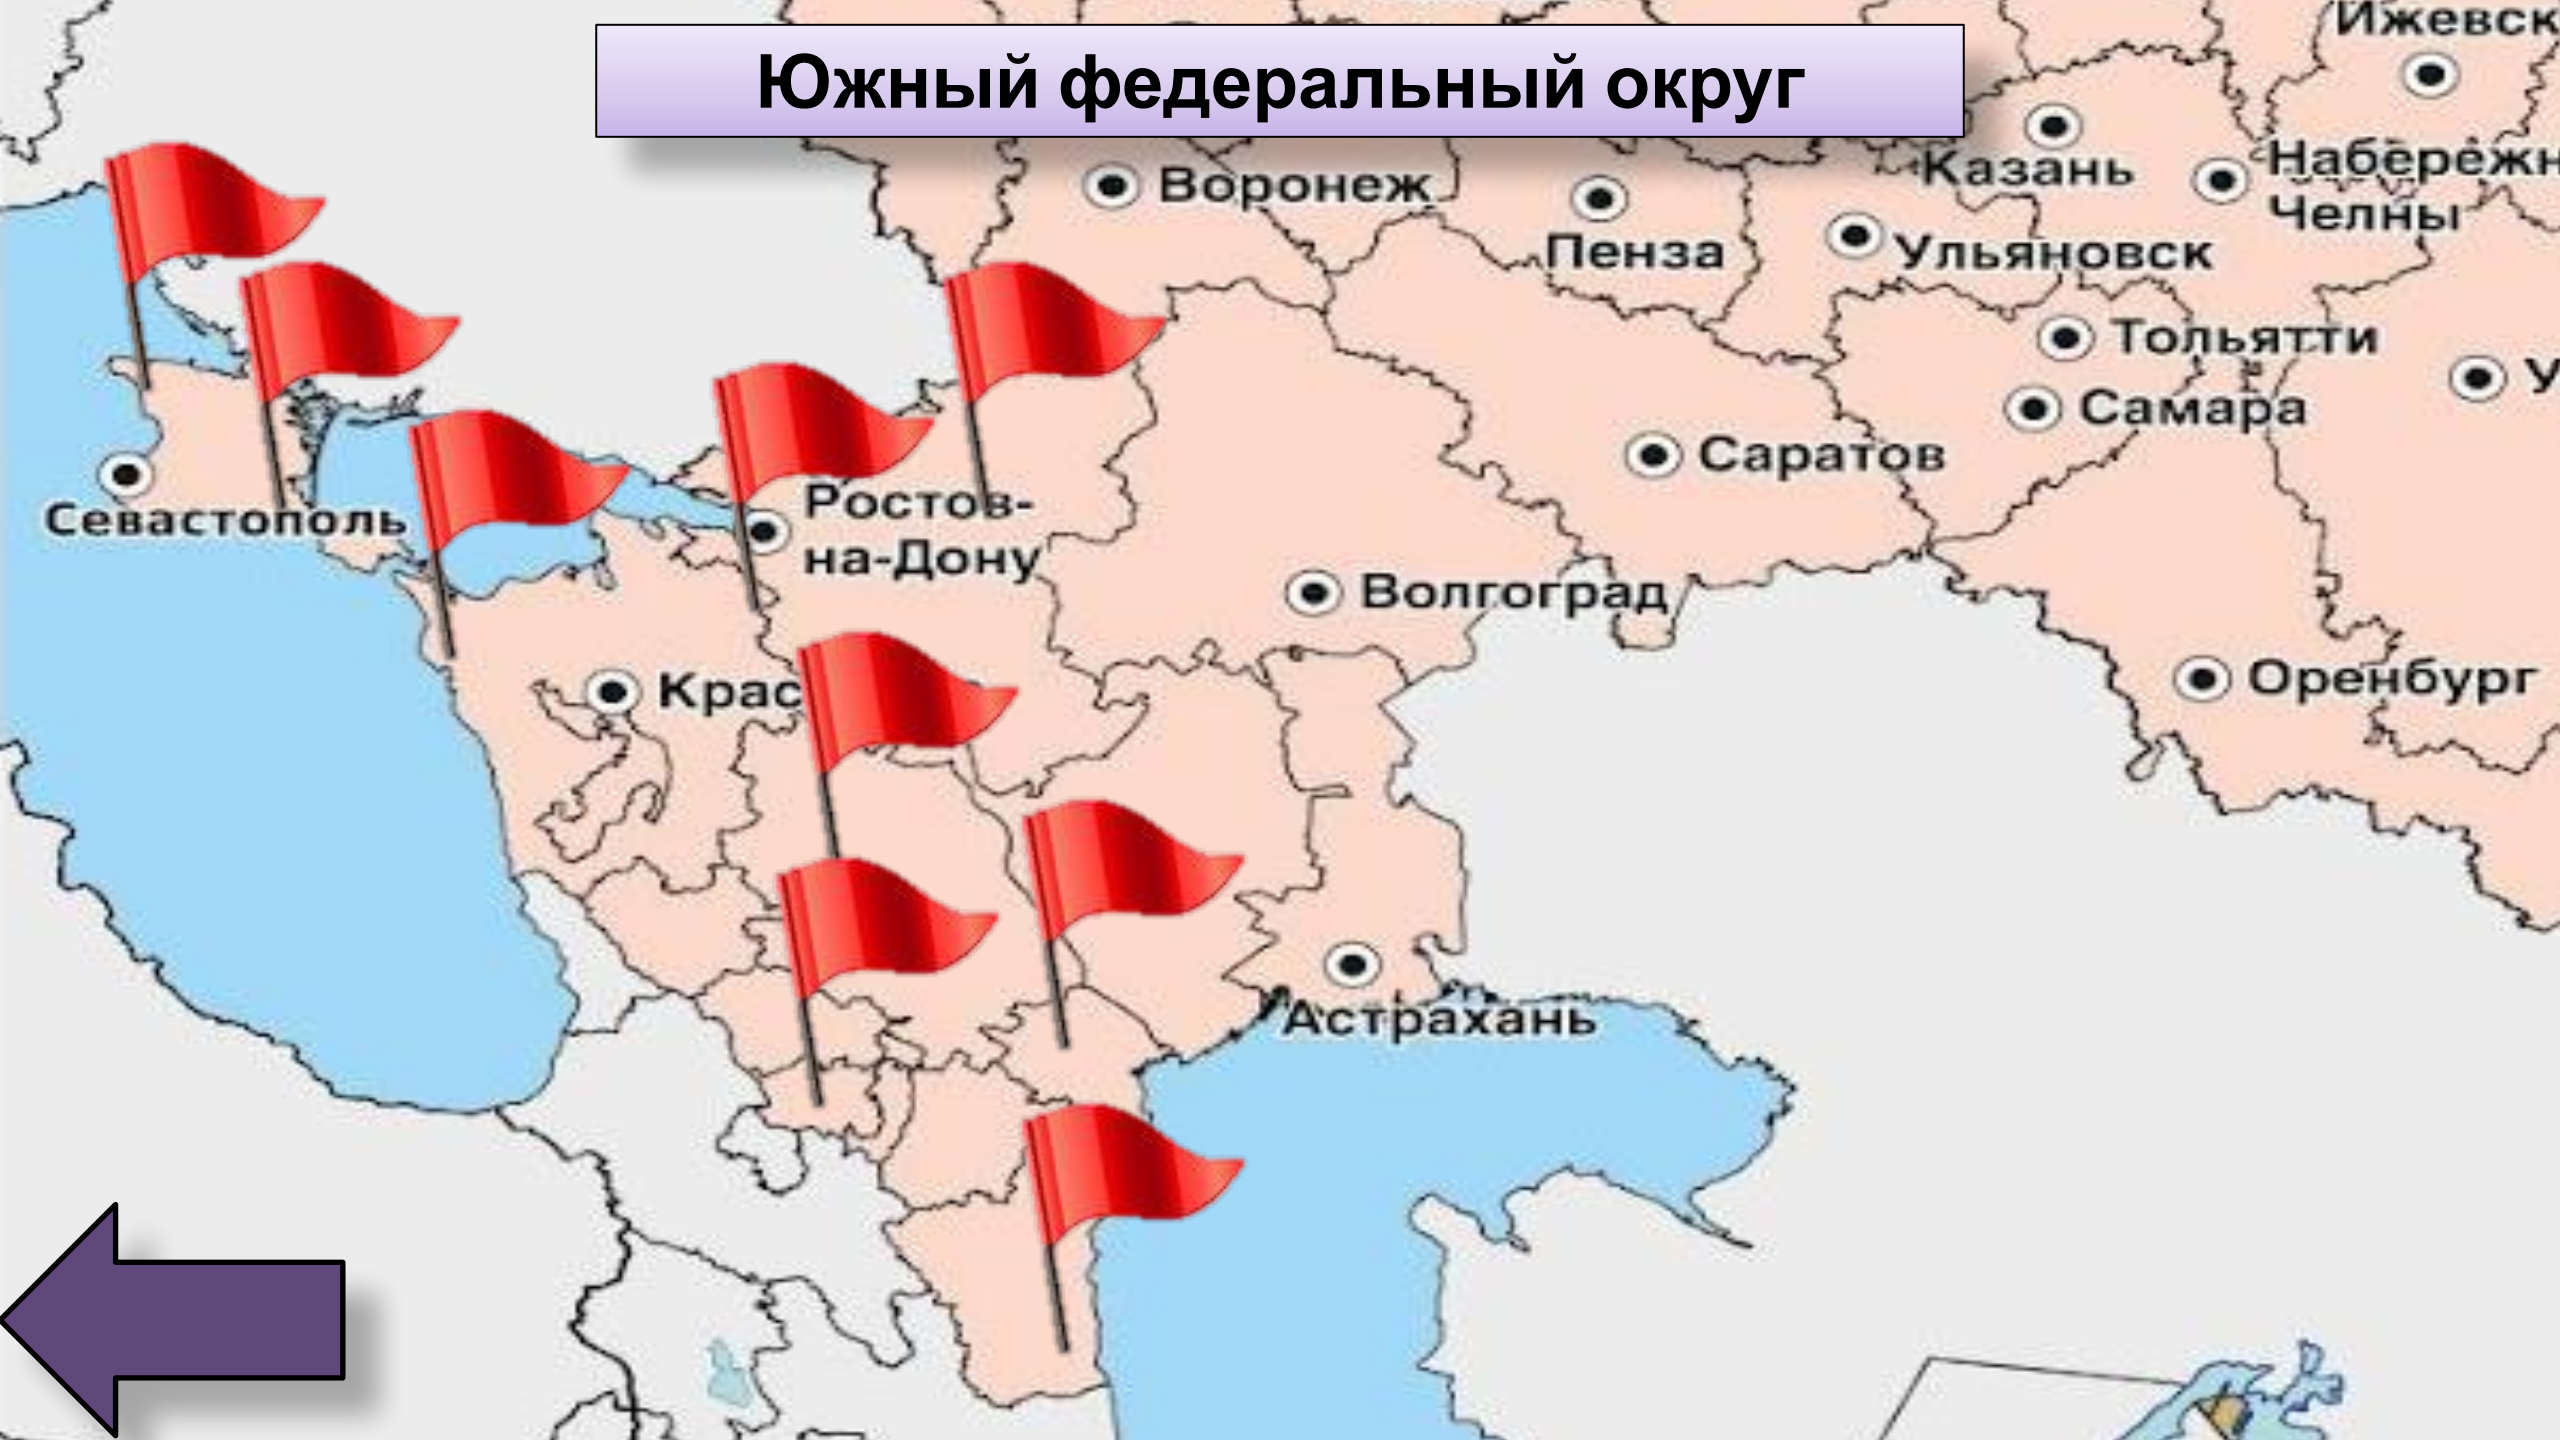 Южный федеральный округ
Ижевск
Казань
Набережн
Челны
Воронеж
Пенза
Ульяновск
Тольятти
У
Самара
Саратов
Севастополь
Ростов-
на-Дону
Волгоград
Крас
Оренбург
Астрахань